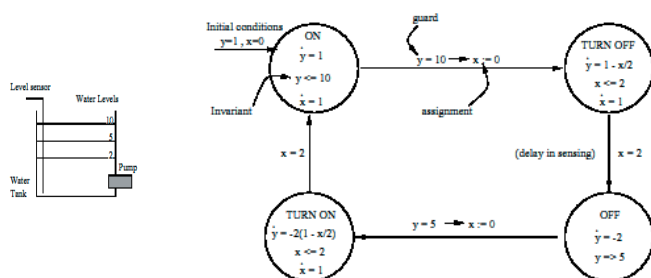 Level sensor
Water Levels
10
5
2
Pump
Water
Tank
Initial conditions
y=1 , x=0
ON
ẏ = 1
y <= 10
ẋ = 1
Invariant
guard
y = 10 → x := 0
assignment
TURN OFF
ẏ = 1 - x/2
x <= 2
ẋ = 1
x = 2
(delay in sensing)
x = 2
TURN ON
ẏ = -2(1 - x/2)
x <= 2
ẋ = 1
y = 5 → x := 0
OFF
ẏ = -2
y => 5